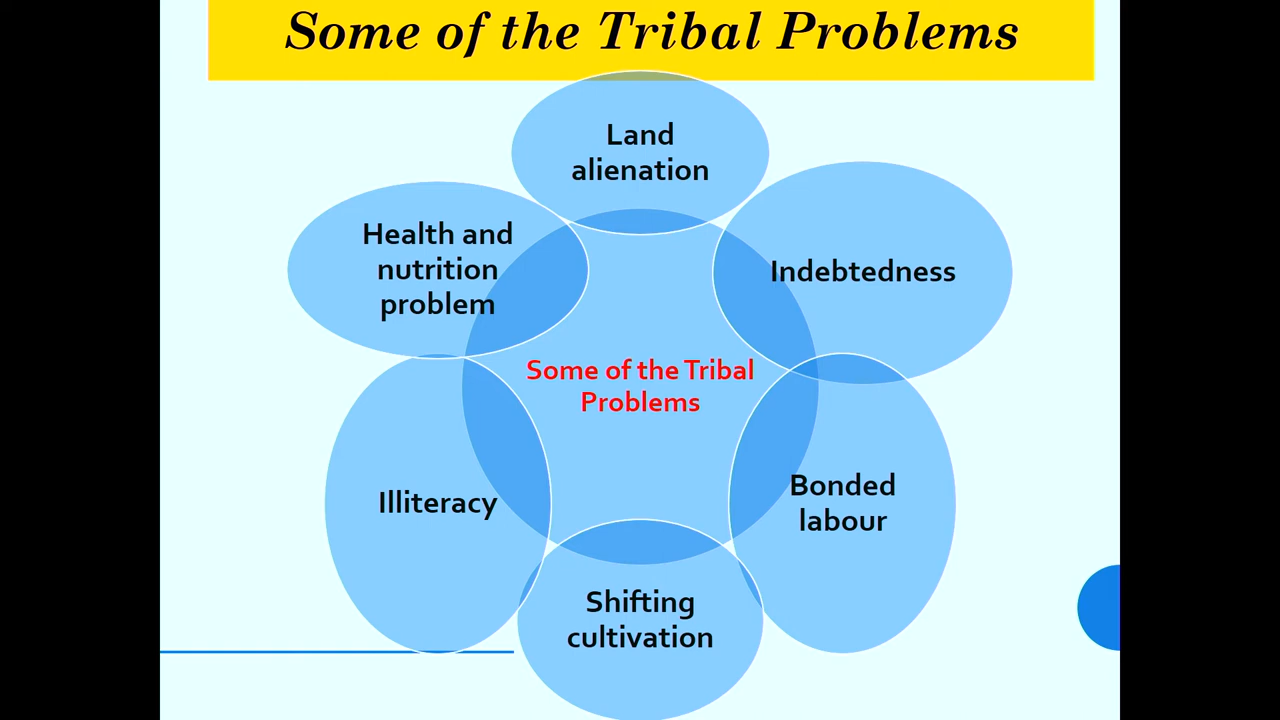 Some of the Tribal Problems
Land
alienation
Indebtedness
Bonded
labour
Shifting
cultivation
Illiteracy
Health and
nutrition
problem
Some of the Tribal
Problems